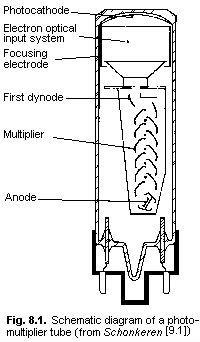 Photocathode
Electron optical
input system
Focusing
electrode
First dynode
Multiplier
Anode
Fig. 8.1. Schematic diagram of a photo-
multiplier tube (from Schonkeren [9.1])